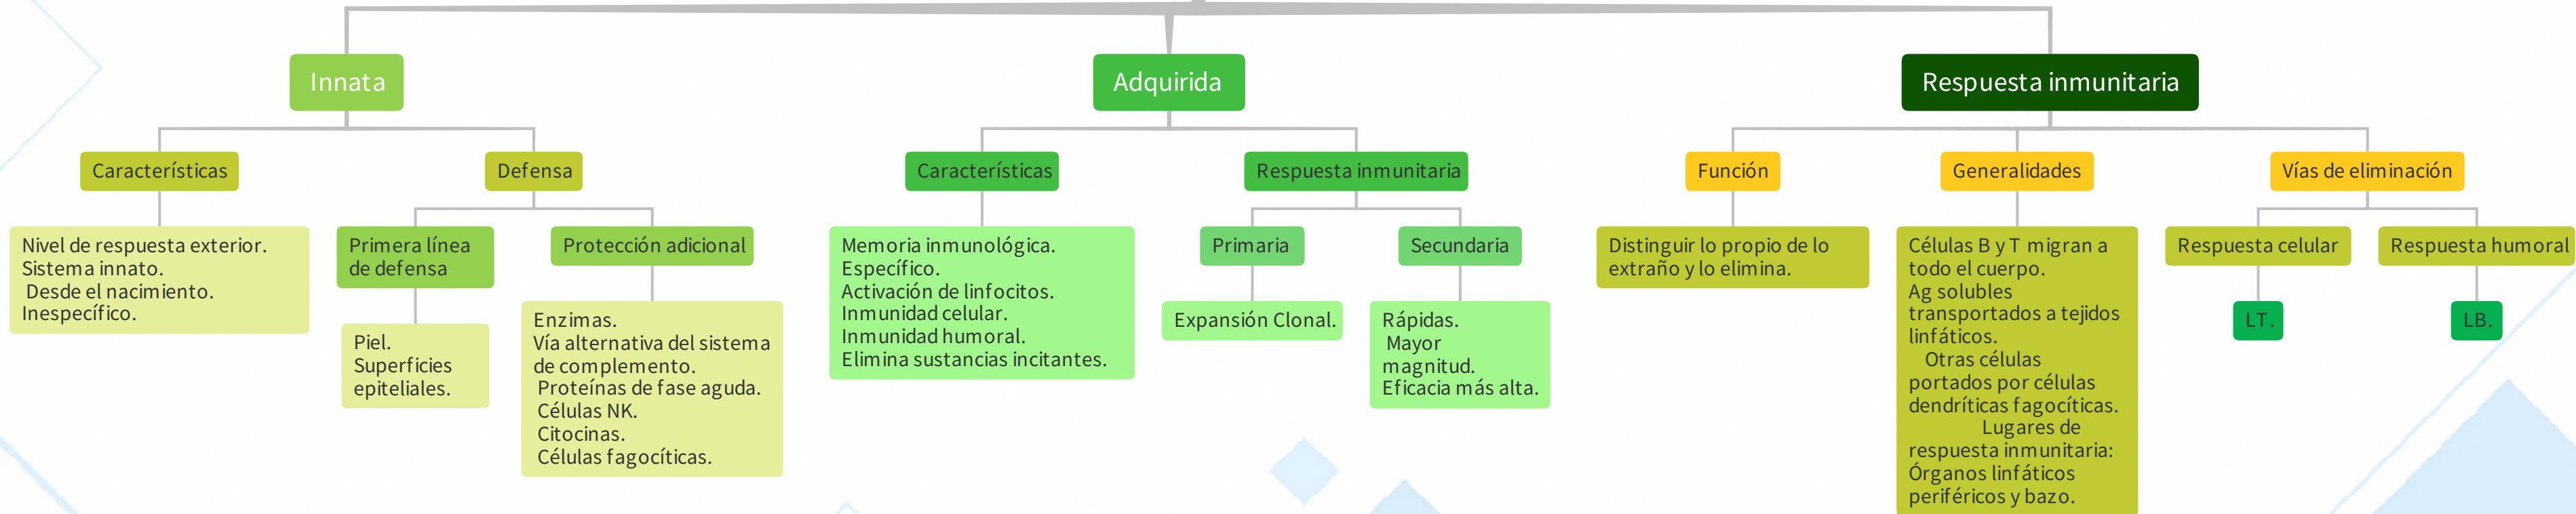 Innata
Adquirida
Respuesta inmunitaria
Características
Defensa
Características
Respuesta inmunitaria
Función
Generalidades
Vías de eliminación
Nivel de respuesta exterior.
Sistema innato.
Desde el nacimiento.
Inespecífico.
Primera línea
de defensa
Piel.
Superficies
epiteliales.
Protección adicional
Enzimas.
Vía alternativa del sistema
de complemento.
Proteínas de fase aguda.
Células NK.
Citocinas.
Células fagocíticas.
Memoria inmunológica.
Específico.
Activación de linfocitos.
Inmunidad celular.
Inmunidad humoral.
Elimina sustancias incitantes.
Primaria
Expansión Clonal.
Secundaria
Rápidas.
Mayor
magnitud.
Eficacia más alta.
Distinguir lo propio de lo
extraño y lo elimina.
Células B y T migran a
todo el cuerpo.
Ag solubles
transportados a tejidos
linfáticos.
Otras células
portados por células
dendríticas fagocíticas.
Lugares de
respuesta inmunitaria:
Órganos linfáticos
periféricos y bazo.
Respuesta celular
LT.
Respuesta humoral
LB.